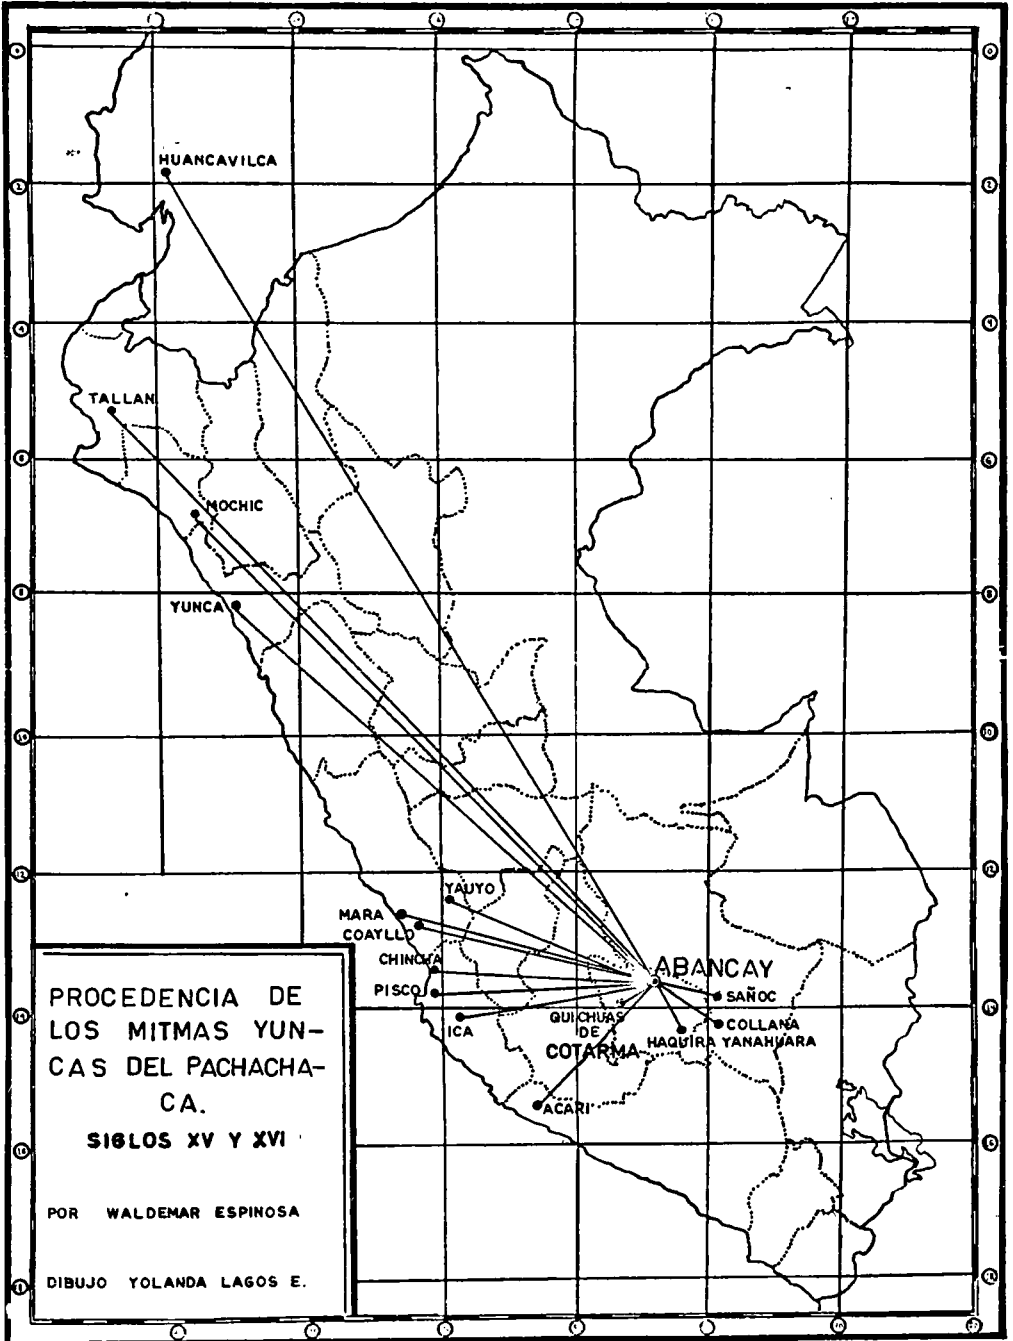 HUANCAVILCA
TALLAN
MOCHIC
YUNCA
YAUYO
MARA
COAYLLO
CHINCHA
PISCO
ICA
ABANCAY
SAÑOC
QUICHUAS
DE
COTARMA
COLLANA
HAQUIRA YANAHUARA
ACARI
PROCEDENCIA DE
LOS MITMAS YUN-
CAS DEL PACHACHA-
CA.
SIGLOS XV Y XVI
POR WALDEMAR ESPINOSA
DIBUJO YOLANDA LAGOS E.